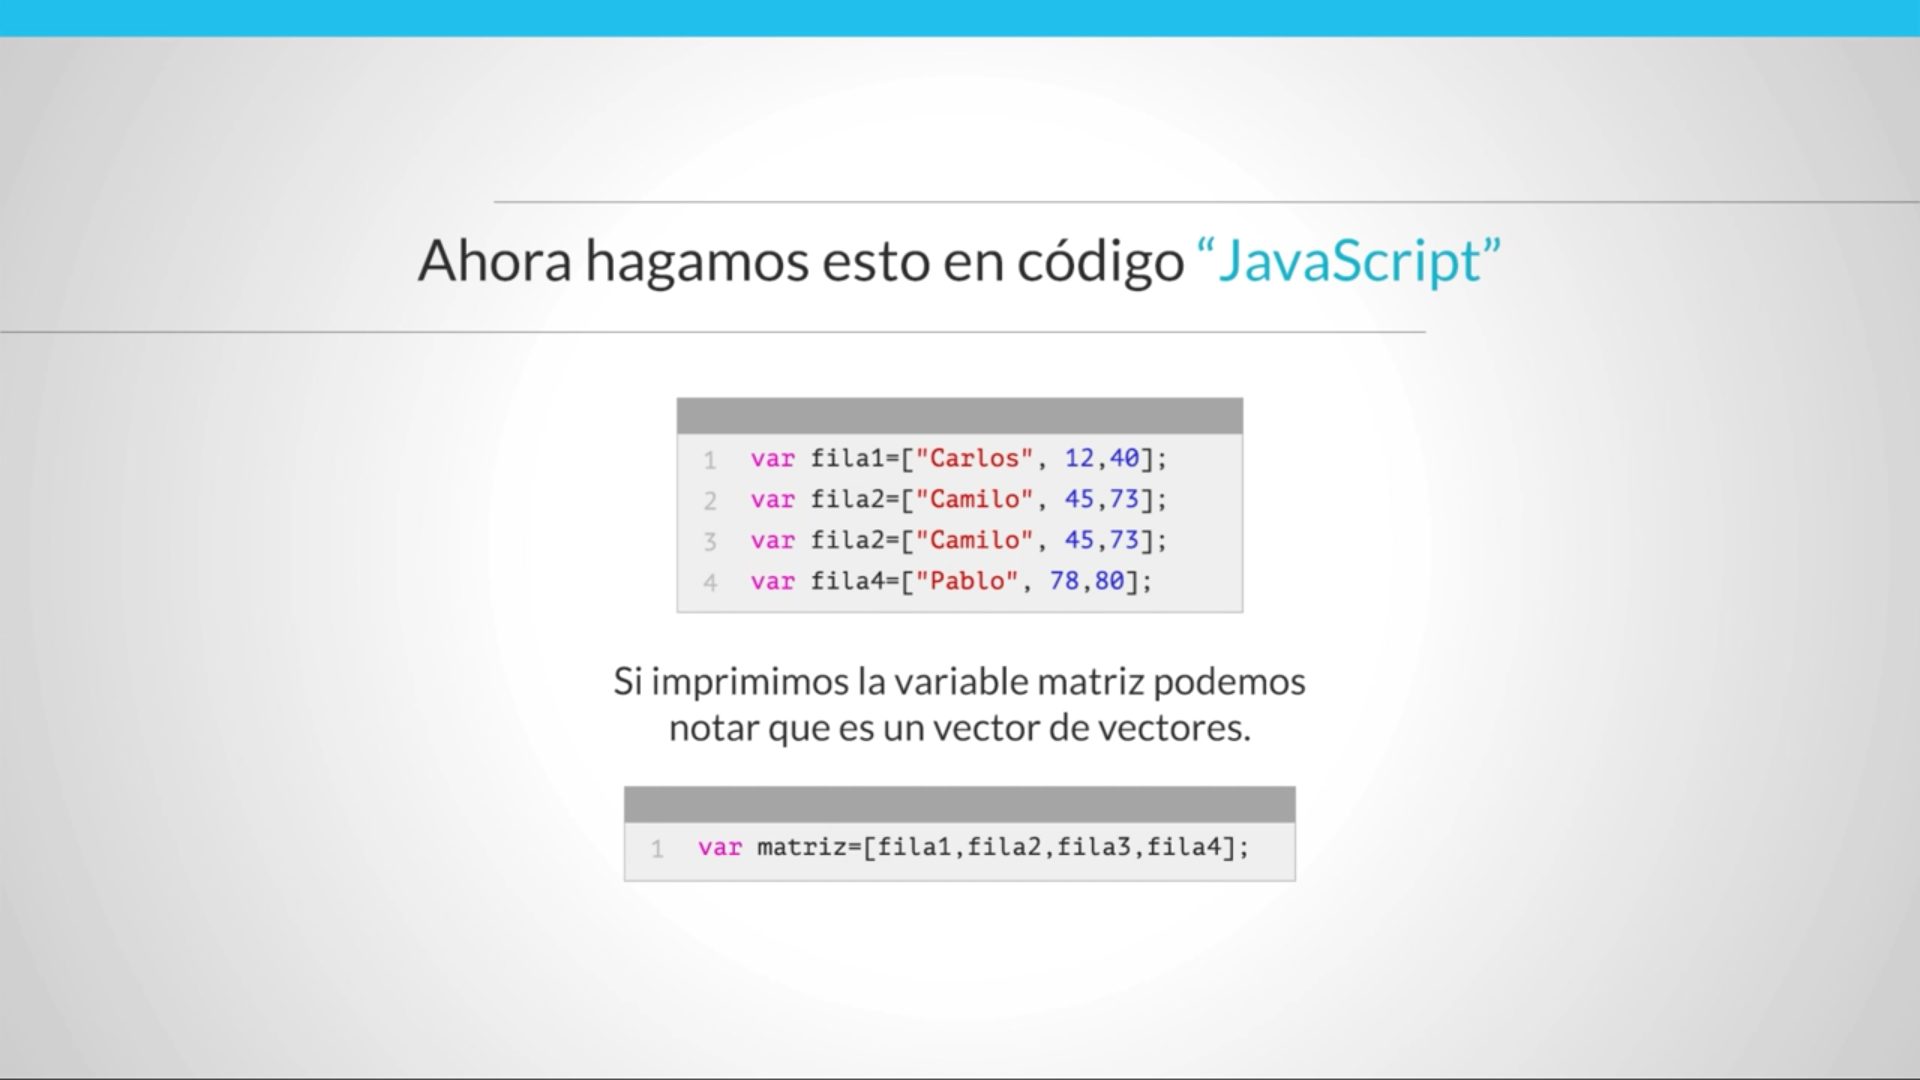 Ahora hagamos esto en código “JavaScript”
1 var fila1=["Carlos", 12,40];
2 var fila2=["Camilo", 45,73];
3 var fila2=["Camilo", 45,73];
4 var fila4=["Pablo", 78,80];
Si imprimimos la variable matriz podemos
notar que es un vector de vectores.
1 var matriz=[fila1,fila2,fila3,fila4];